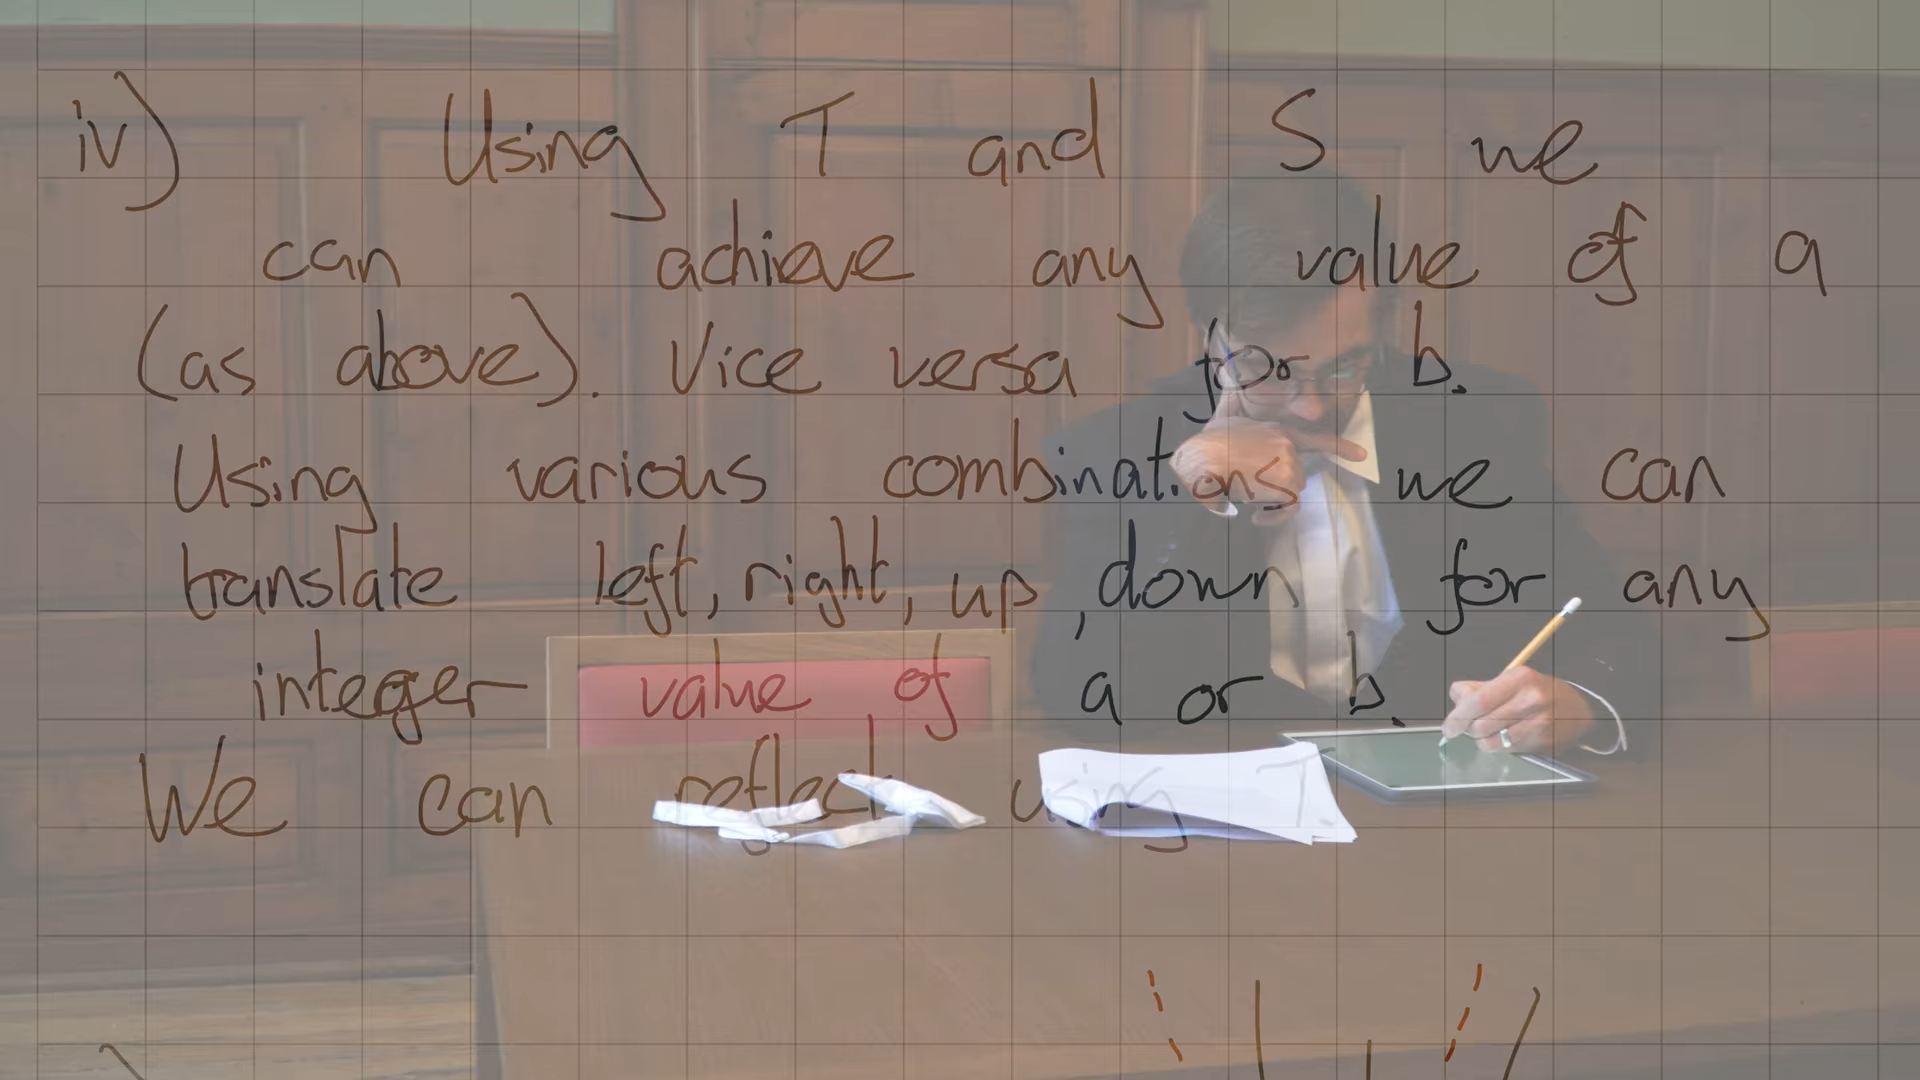 iv) Using T and S we
can achieve any value of a
(as above). Vice versa for b.
Using various combinations we can
translate left, right, up, down for any
integer value of a or b.
We can reflect using T.